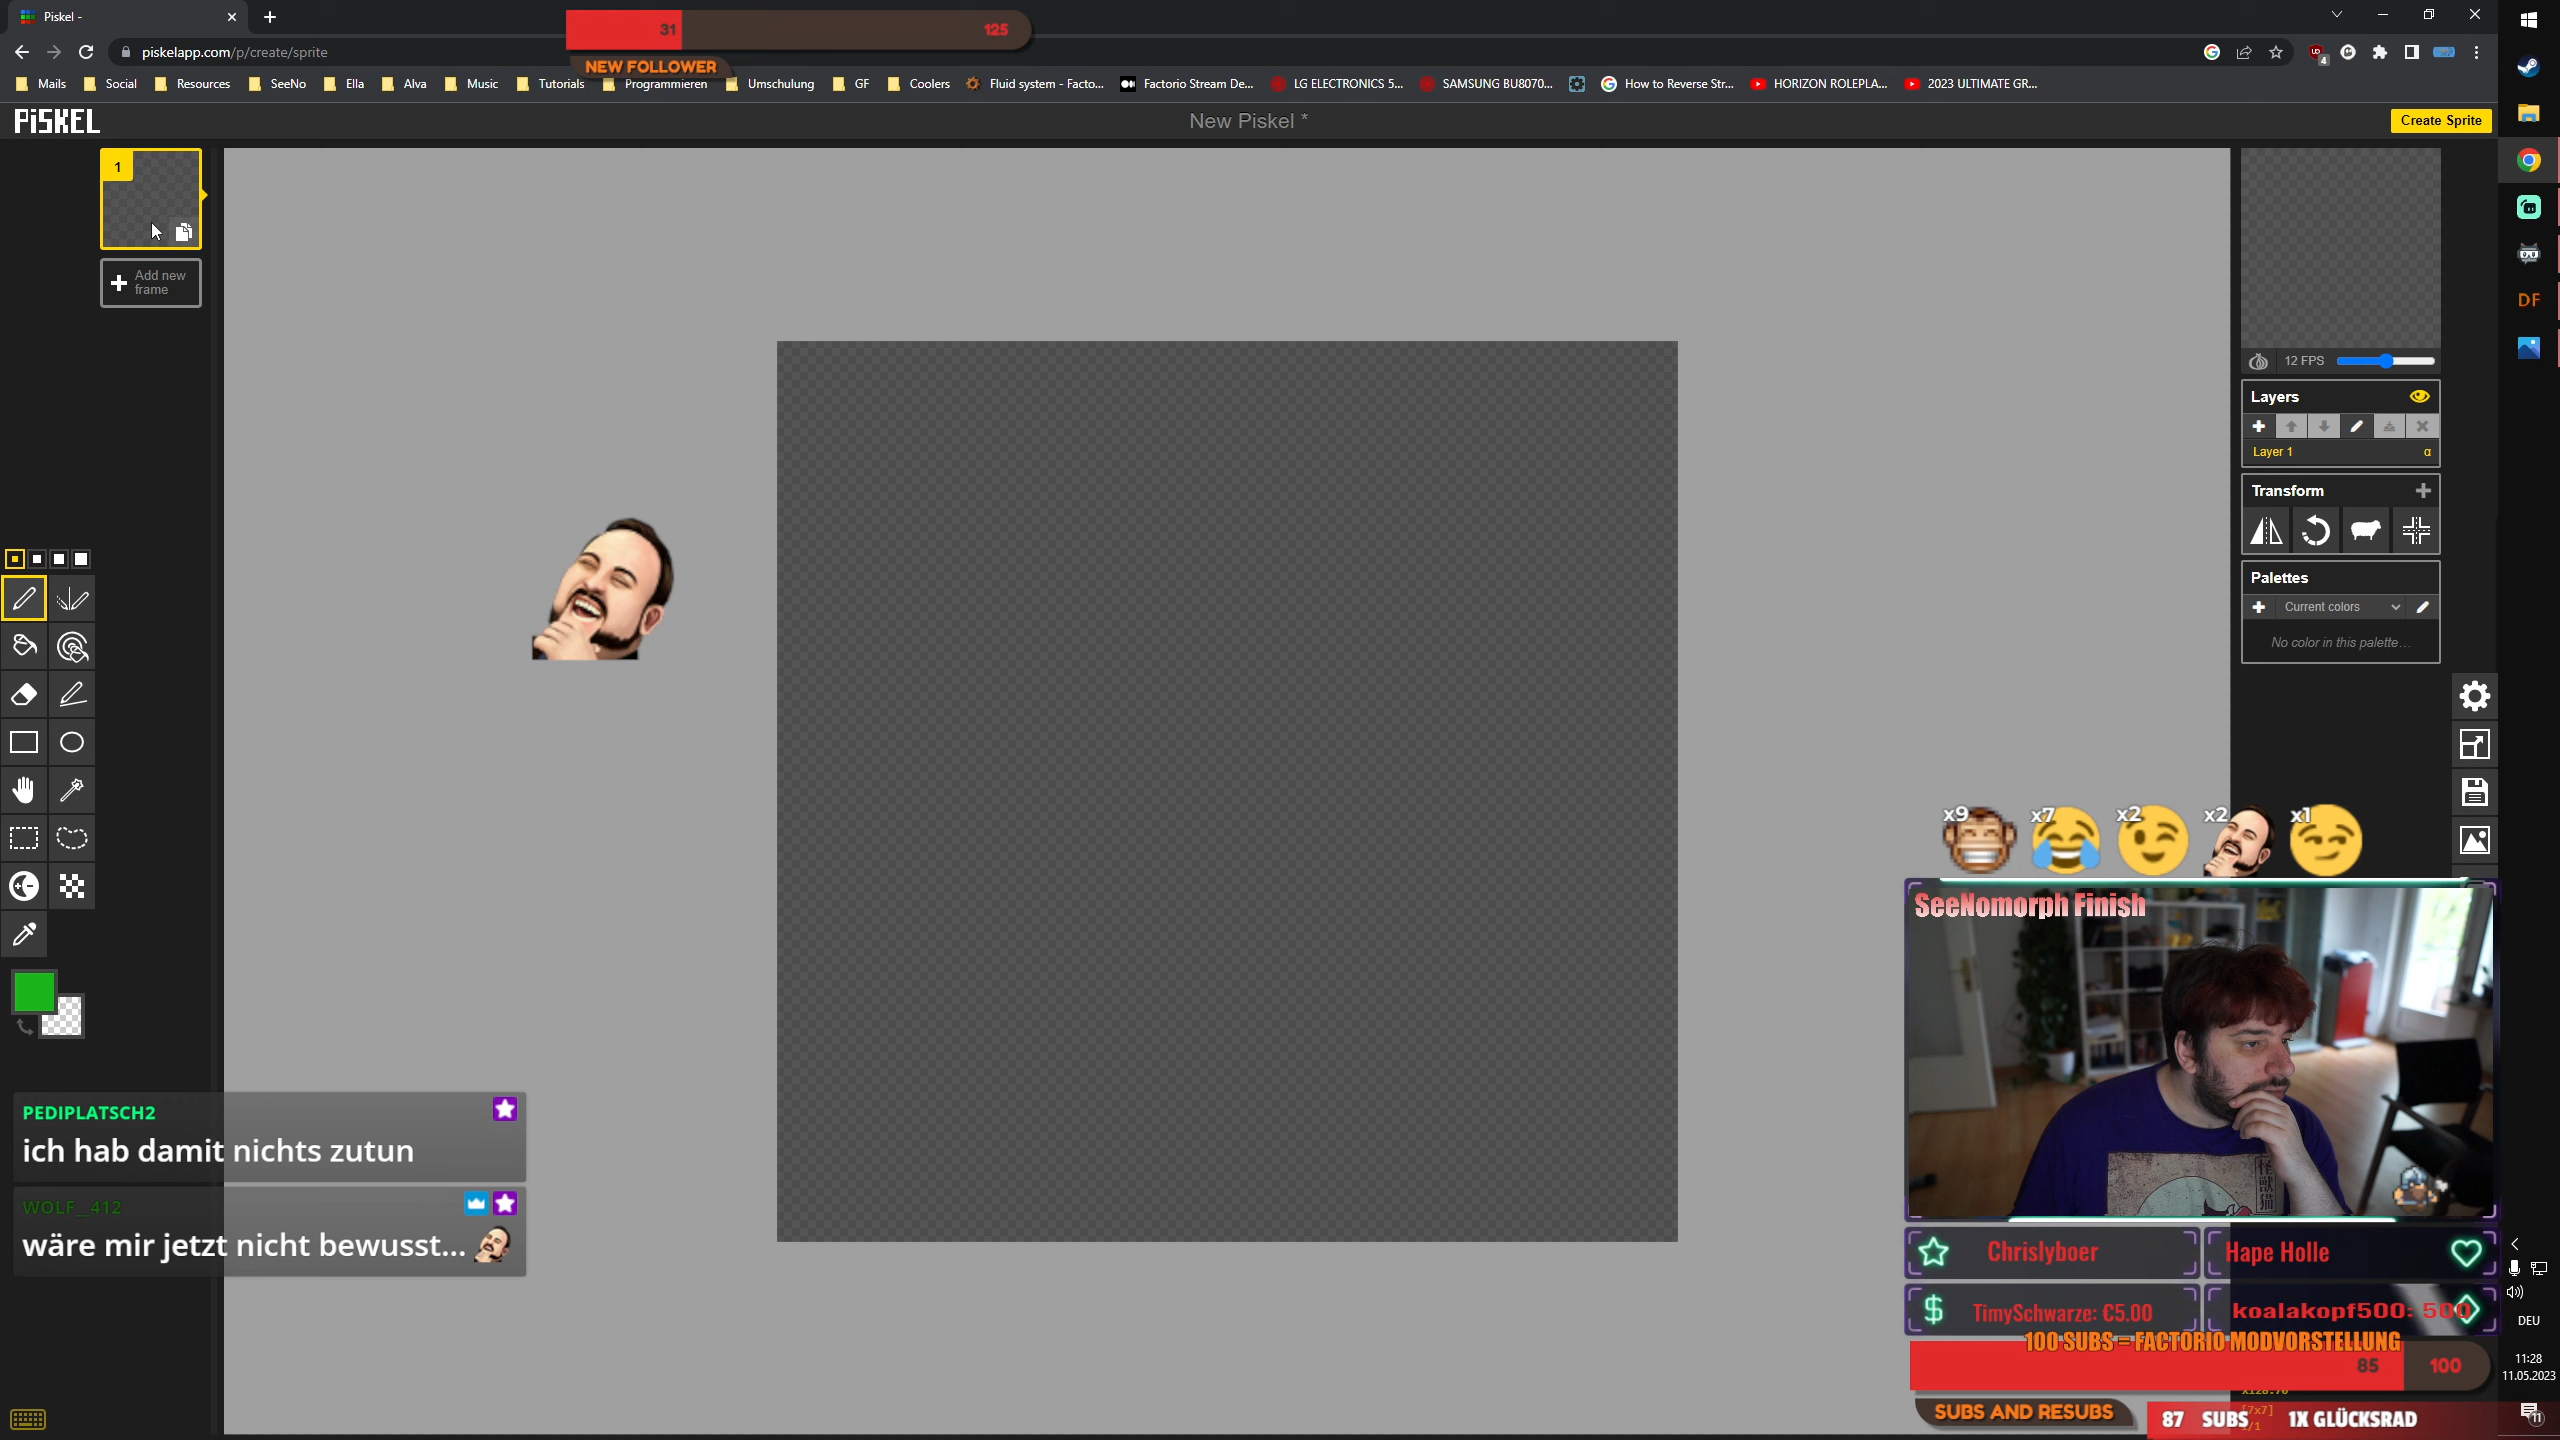 Piskel -
31
125
NEW FOLLOWER
piskelapp.com/p/create/sprite
4
Mails
Social
Resources
SeeNo
Ella
Alva
Music
Tutorials
Programmieren
Umschulung
GF
Coolers
Fluid system - Facto...
Factorio Stream De...
LG ELECTRONICS 5...
SAMSUNG BU8070...
How to Reverse Str...
HORIZON ROLEPLA...
2023 ULTIMATE GR...
PiSKEL
New Piskel *
Create Sprite
1
Add new
frame
12 FPS
Layers
Layer 1
α
Transform
Palettes
Current colors
No color in this palette...
DF
x9
x7
x2
x2
x1
SeeNomorph Finish
PEDIPLATSCH2
ich hab damit nichts zutun
WOLF__412
wäre mir jetzt nicht bewusst...
Chrislyboer
Hape Holle
TimySchwarze: €5.00
koalakopf500: 500
100 SUBS = FACTORIO MODVORSTELLUNG
85
100
SUBS AND RESUBS
87 SUBS 1X GLÜCKSRAD
DEU
11:28
11.05.2023
11